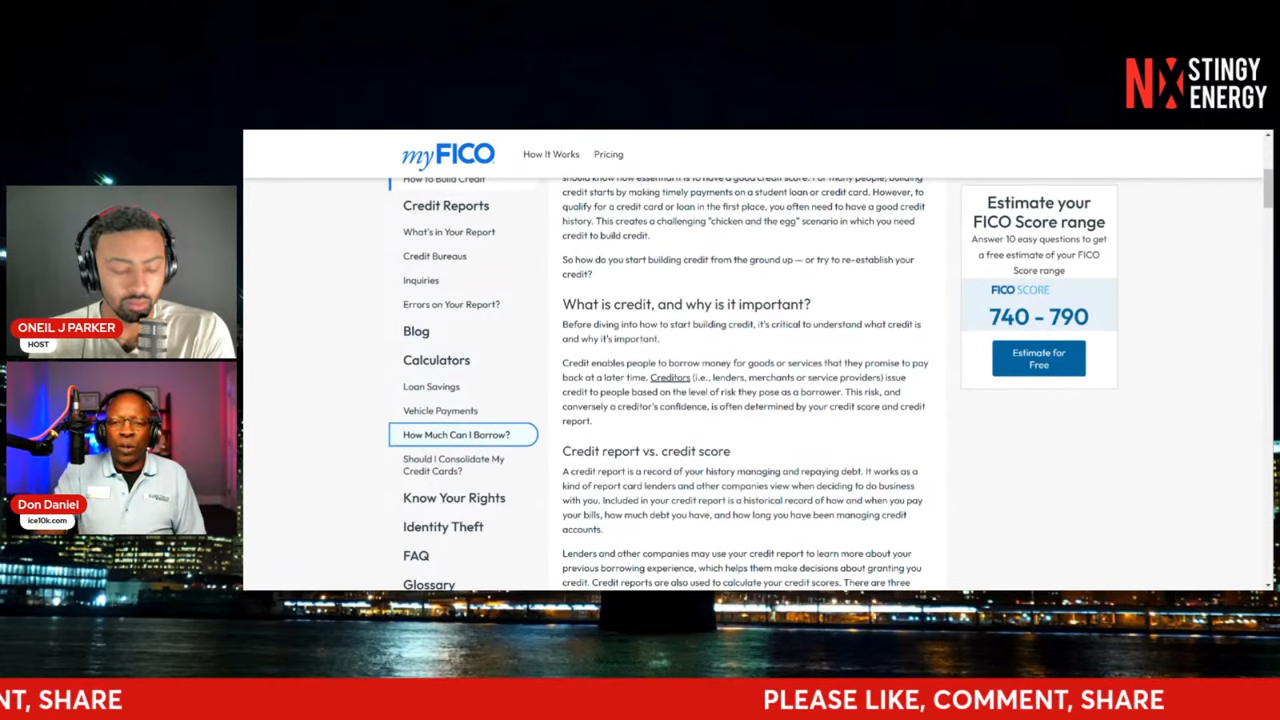 STINGY
ENERGY
myFICO
How It Works
Pricing
How to Build Credit
Credit Reports
What's in Your Report
Credit Bureaus
Inquiries
Errors on Your Report?
Blog
Calculators
Loan Savings
Vehicle Payments
How Much Can I Borrow?
Should I Consolidate My
Credit Cards?
Know Your Rights
Identity Theft
FAQ
Glossary
should know how essential it is to have a good credit score. For many people, building
credit starts by making timely payments on a student loan or credit card. However, to
qualify for a credit card or loan in the first place, you often need to have a good credit
history. This creates a challenging "chicken and the egg" scenario in which you need
credit to build credit.
So how do you start building credit from the ground up — or try to re-establish your
credit?
What is credit, and why is it important?
Before diving into how to start building credit, it's critical to understand what credit is
and why it's important.
Credit enables people to borrow money for goods or services that they promise to pay
back at a later time. Creditors (i.e., lenders, merchants or service providers) issue
credit to people based on the level of risk they pose as a borrower. This risk, and
conversely a creditor's confidence, is often determined by your credit score and credit
report.
Credit report vs. credit score
A credit report is a record of your history managing and repaying debt. It works as a
kind of report card lenders and other companies view when deciding to do business
with you. Included in your credit report is a historical record of how and when you pay
your bills, how much debt you have, and how long you have been managing credit
accounts.
Lenders and other companies may use your credit report to learn more about your
previous borrowing experience, which helps them make decisions about granting you
credit. Credit reports are also used to calculate your credit scores. There are three
Estimate your
FICO Score range
Answer 10 easy questions to get
a free estimate of your FICO
Score range
FICO SCORE
740 - 790
Estimate for
Free
ONEIL J PARKER
HOST
Don Daniel
ice10k.com
NT, SHARE
PLEASE LIKE, COMMENT, SHARE